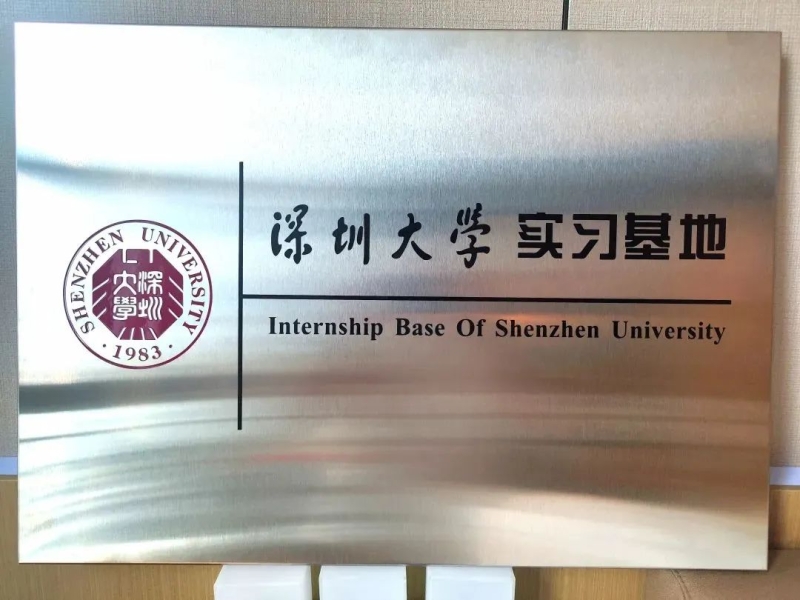 SHENZHEN UNIVERSITY
深圳
大學
·1983·
深圳大學 实习基地
Internship Base Of Shenzhen University